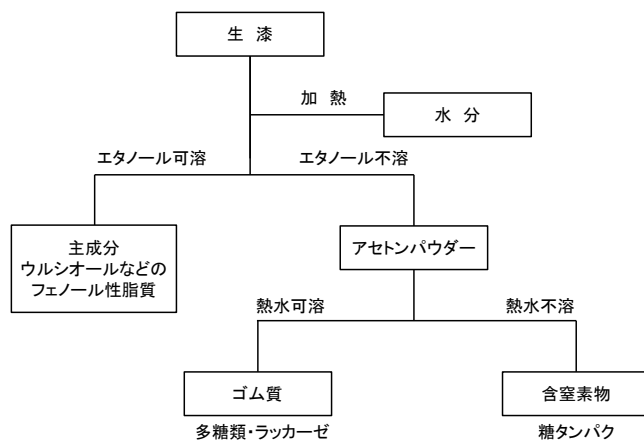 生 漆
加 熱
水 分
エタノール可溶
エタノール不溶
主成分
ウルシオールなどの
フェノール性脂質
アセトンパウダー
熱水可溶
熱水不溶
ゴム質
含窒素物
多糖類・ラッカーゼ
糖タンパク